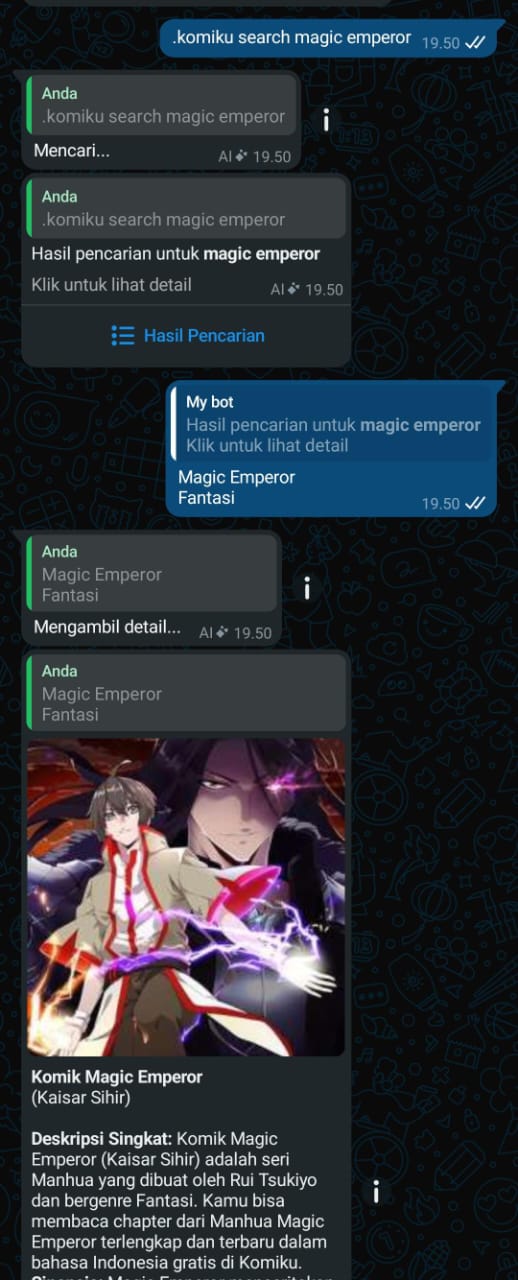 .komiku search magic emperor 19.50
Anda
.komiku search magic emperor
Mencari... AI 19.50
Anda
.komiku search magic emperor
Hasil pencarian untuk magic emperor
Klik untuk lihat detail AI 19.50
Hasil Pencarian
My bot
Hasil pencarian untuk magic emperor
Klik untuk lihat detail
Magic Emperor
Fantasi 19.50
Anda
Magic Emperor
Fantasi
Mengambil detail... AI 19.50
Anda
Magic Emperor
Fantasi
Komik Magic Emperor
(Kaisar Sihir)
Deskripsi Singkat: Komik Magic
Emperor (Kaisar Sihir) adalah seri
Manhua yang dibuat oleh Rui Tsukiyo
dan bergenre Fantasi. Kamu bisa
membaca chapter dari Manhua Magic
Emperor terlengkap dan terbaru dalam
bahasa Indonesia gratis di Komiku.
Sinopsis: Magic Emperor menceritakan